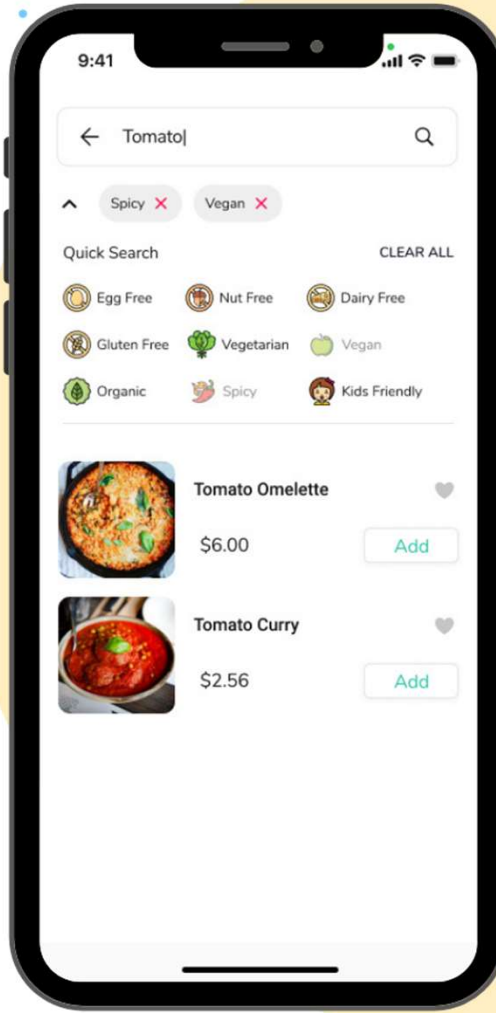 9:41
Tomato
Spicy
Vegan
Quick Search CLEAR ALL
Egg Free Nut Free Dairy Free
Gluten Free Vegetarian Vegan
Organic Spicy Kids Friendly
Tomato Omelette
$6.00 Add
Tomato Curry
$2.56 Add